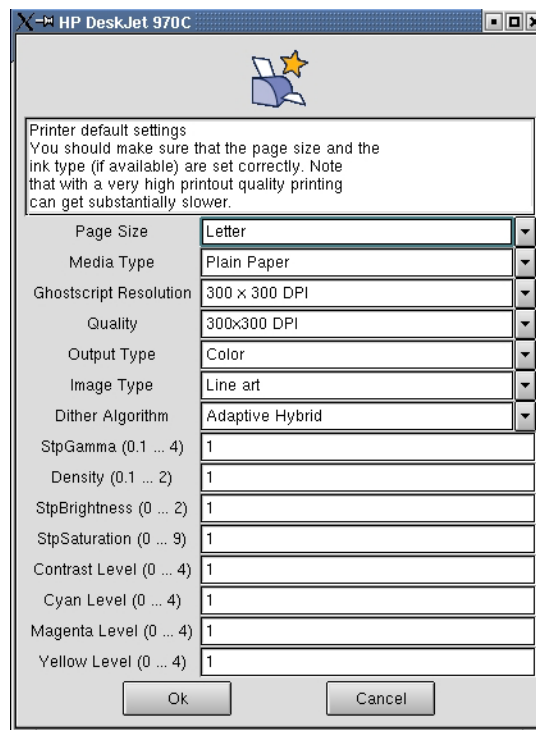 HP DeskJet 970C
Printer default settings
You should make sure that the page size and the
ink type (if available) are set correctly. Note
that with a very high printout quality printing
can get substantially slower.
Page Size Letter
Media Type Plain Paper
Ghostscript Resolution 300 x 300 DPI
Quality 300x300 DPI
Output Type Color
Image Type Line art
Dither Algorithm Adaptive Hybrid
StpGamma (0.1 ... 4) 1
Density (0.1 ... 2) 1
StpBrightness (0 ... 2) 1
StpSaturation (0 ... 9) 1
Contrast Level (0 ... 4) 1
Cyan Level (0 ... 4) 1
Magenta Level (0 ... 4) 1
Yellow Level (0 ... 4) 1
Ok Cancel